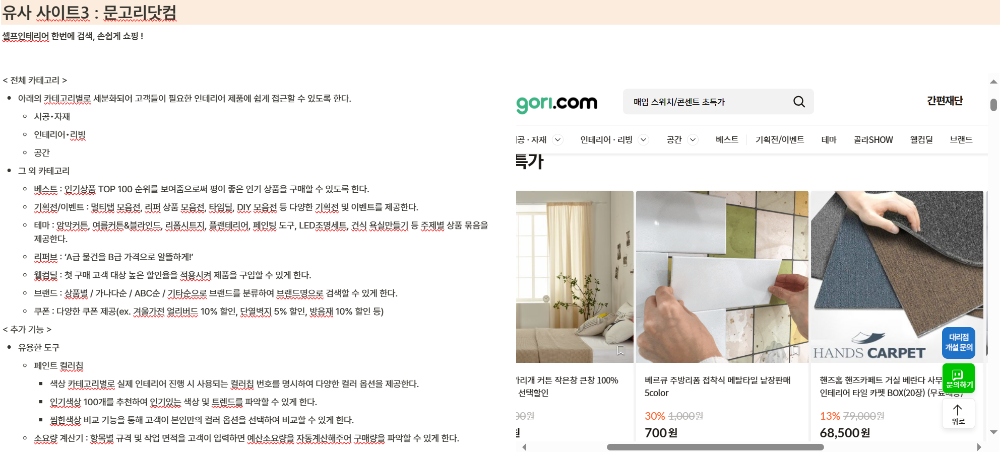 유사 사이트3 : 문고리닷컴
셀프인테리어 한번에 검색, 손쉽게 쇼핑 !
< 전체 카테고리 >
• 아래의 카테고리별로 세분화되어 고객들이 필요한 인테리어 제품에 쉽게 접근할 수 있도록 한다.
◦ 시공•자재
◦ 인테리어•리빙
◦ 공간
• 그 외 카테고리
◦ 베스트 : 인기상품 TOP 100 순위를 보여줌으로써 평이 좋은 인기 상품을 구매할 수 있도록 한다.
◦ 기획전/이벤트 : 멀티탭 모음전, 리퍼 상품 모음전, 타임딜, DIY 모음전 등 다양한 기획전 및 이벤트를 제공한다.
◦ 테마 : 암막커튼, 여름커튼&블라인드, 리폼시트지, 플랜테리어, 페인팅 도구, LED조명세트, 건식 욕실만들기 등 주제별 상품 묶음을
제공한다.
◦ 리퍼브 : ‘A급 물건을 B급 가격으로 알뜰하게!’
◦ 웰컴딜 : 첫 구매 고객 대상 높은 할인율을 적용시켜 제품을 구입할 수 있게 한다.
◦ 브랜드 : 상품별 / 가나다순 / ABC순 / 기타순으로 브랜드를 분류하여 브랜드명으로 검색할 수 있게 한다.
◦ 쿠폰 : 다양한 쿠폰 제공(ex. 겨울가전 얼리버드 10% 할인, 단열벽지 5% 할인, 방음재 10% 할인 등)
< 추가 기능 >
• 유용한 도구
◦ 페인트 컬러칩
▪ 색상 카테고리별로 실제 인테리어 진행 시 사용되는 컬러칩 번호를 명시하여 다양한 컬러 옵션을 제공한다.
▪ 인기색상 100개를 추천하여 인기있는 색상 및 트렌드를 파악할 수 있게 한다.
▪ 찜한색상 비교 기능을 통해 고객이 본인만의 컬러 옵션을 선택하여 비교할 수 있게 한다.
◦ 소요량 계산기 : 항목별 규격 및 작업 면적을 고객이 입력하면 예산소요량을 자동계산해주어 구매량을 파악할 수 있게 한다.
gori.com
매입 스위치/콘센트 초특가
간편재단
공 · 자재
인테리어 · 리빙
공간
베스트
기획전/이벤트
테마
골라SHOW
웰컴딜
브랜드
특가
HANDS CARPET
가리개 커튼 작은창 큰창 100%
선택할인
00원
원
베르큐 주방리폼 접착식 메탈타일 낱장판매
5color
30% 1,000원
700원
핸즈홈 핸즈카페트 거실 베란다 사무
인테리어 타일 카펫 BOX(20장) (무료배송)
13% 79,000원
68,500원
대리점
개설 문의
문의하기
위로